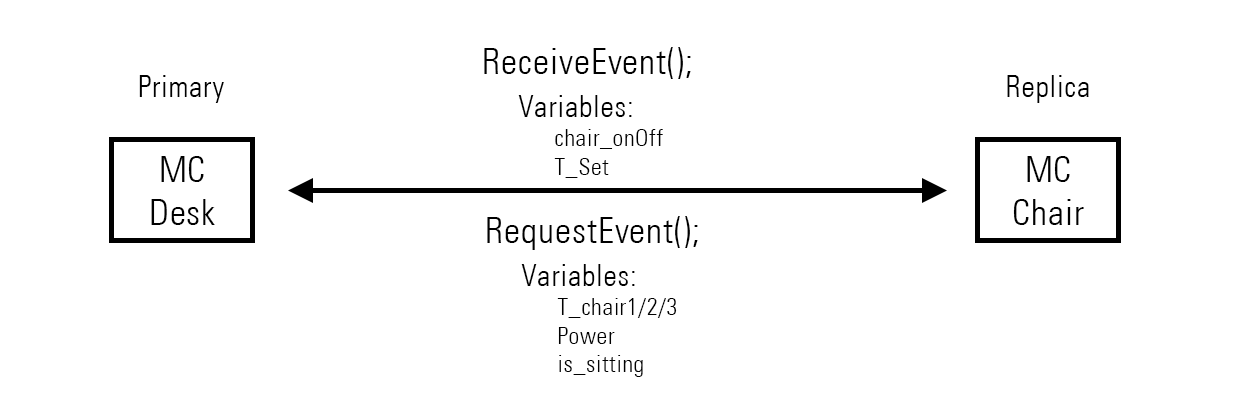 ReceiveEvent();
Primary
Replica
Variables:
chair_onOff
T_Set
MC
Desk
MC
Chair
RequestEvent();
Variables:
T_chair1/2/3
Power
is_sitting